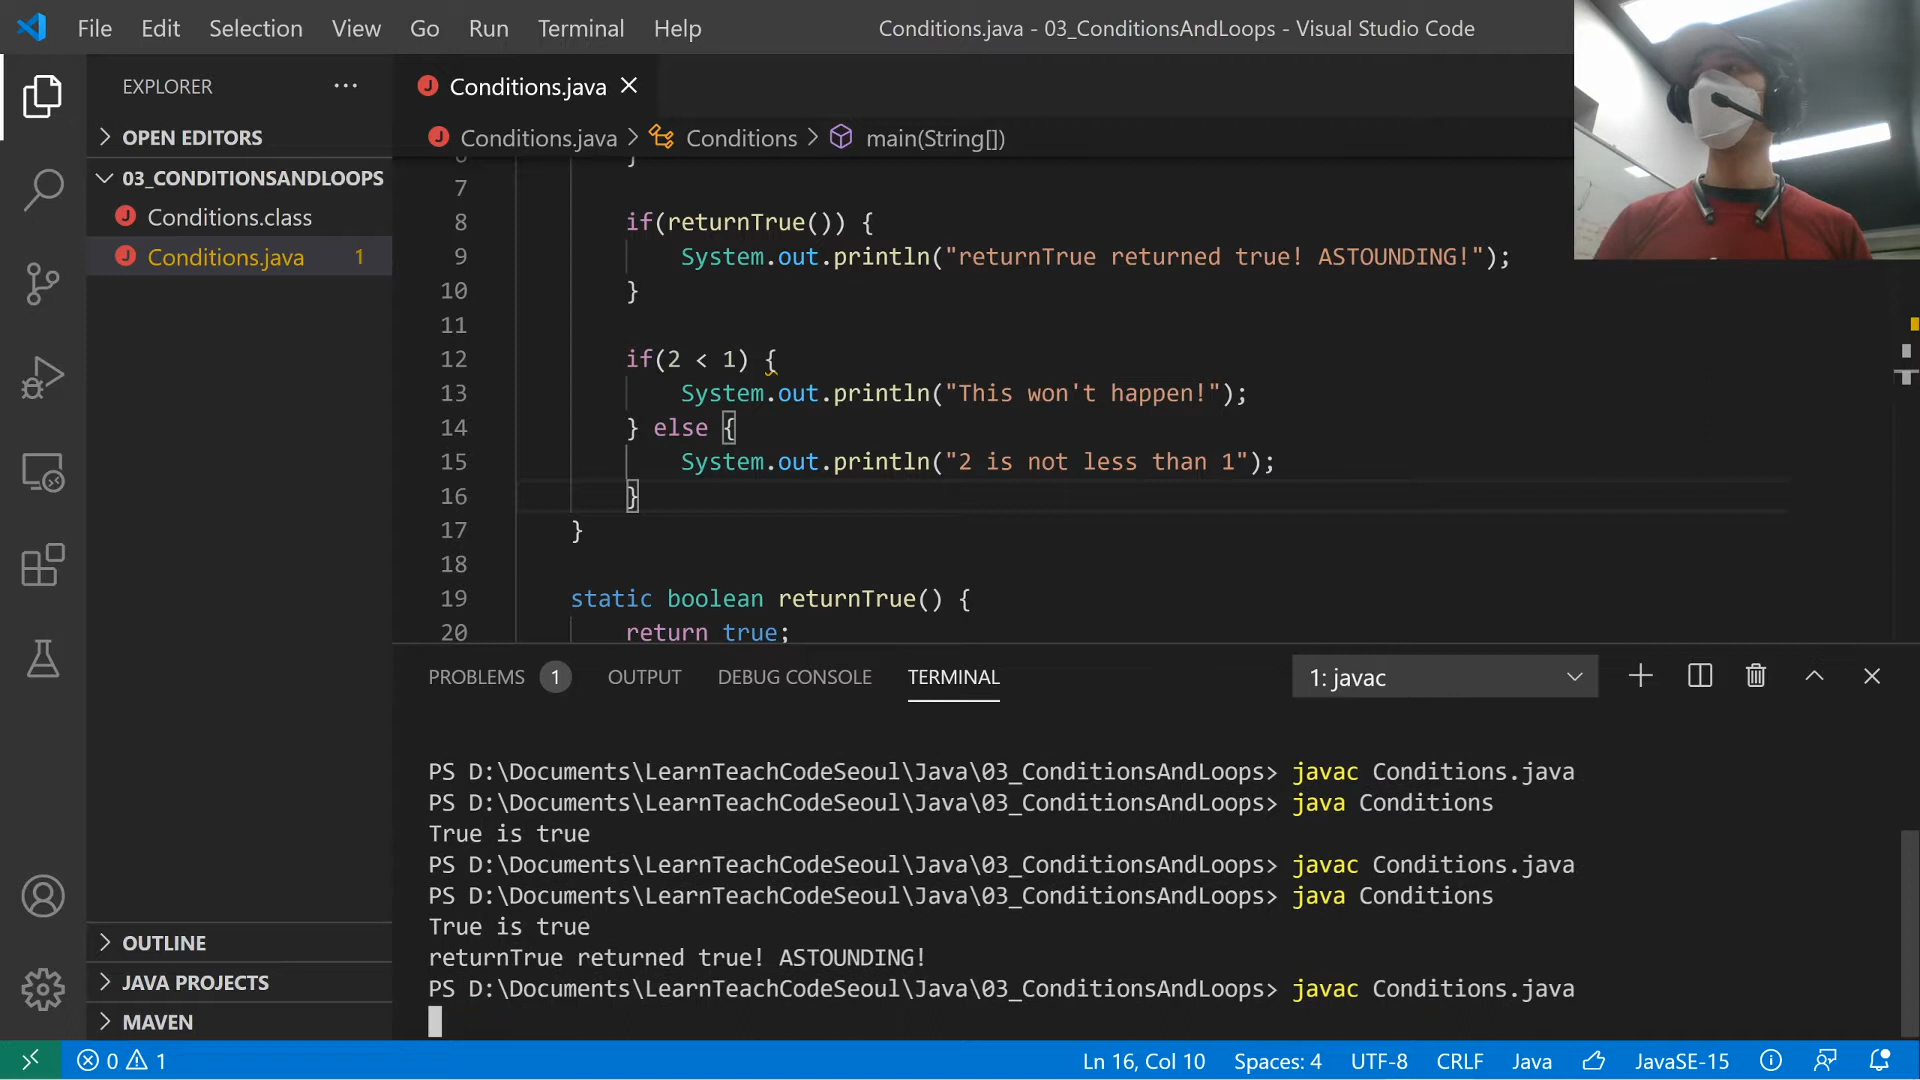 File Edit Selection View Go Run Terminal Help
Conditions.java - 03_ConditionsAndLoops - Visual Studio Code
EXPLORER
OPEN EDITORS
03_CONDITIONSANDLOOPS
Conditions.class
Conditions.java 1
OUTLINE
JAVA PROJECTS
MAVEN
Conditions.java
Conditions.java > Conditions > main(String[])
6 }
7
8 if(returnTrue()) {
9 System.out.println("returnTrue returned true! ASTOUNDING!");
10 }
11
12 if(2 < 1) {
13 System.out.println("This won't happen!");
14 } else {
15 System.out.println("2 is not less than 1");
16 }
17 }
18
19 static boolean returnTrue() {
20 return true;
PROBLEMS 1 OUTPUT DEBUG CONSOLE TERMINAL 1: javac
PS D:\Documents\LearnTeachCodeSeoul\Java\03_ConditionsAndLoops> javac Conditions.java
PS D:\Documents\LearnTeachCodeSeoul\Java\03_ConditionsAndLoops> java Conditions
True is true
PS D:\Documents\LearnTeachCodeSeoul\Java\03_ConditionsAndLoops> javac Conditions.java
PS D:\Documents\LearnTeachCodeSeoul\Java\03_ConditionsAndLoops> java Conditions
True is true
returnTrue returned true! ASTOUNDING!
PS D:\Documents\LearnTeachCodeSeoul\Java\03_ConditionsAndLoops> javac Conditions.java
0 1 Ln 16, Col 10 Spaces: 4 UTF-8 CRLF Java JavaSE-15